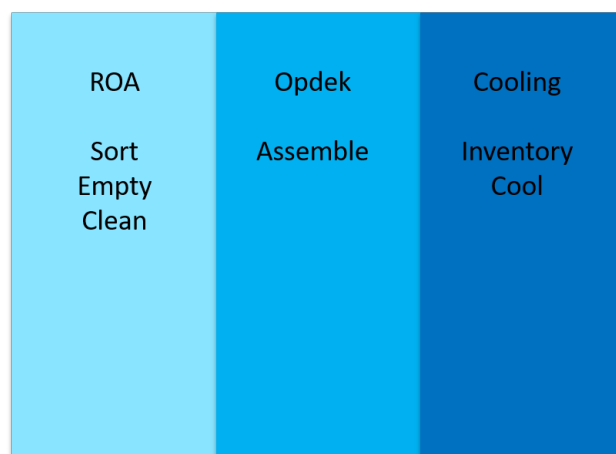 ROA
Sort
Empty
Clean
Opdek
Assemble
Cooling
Inventory
Cool